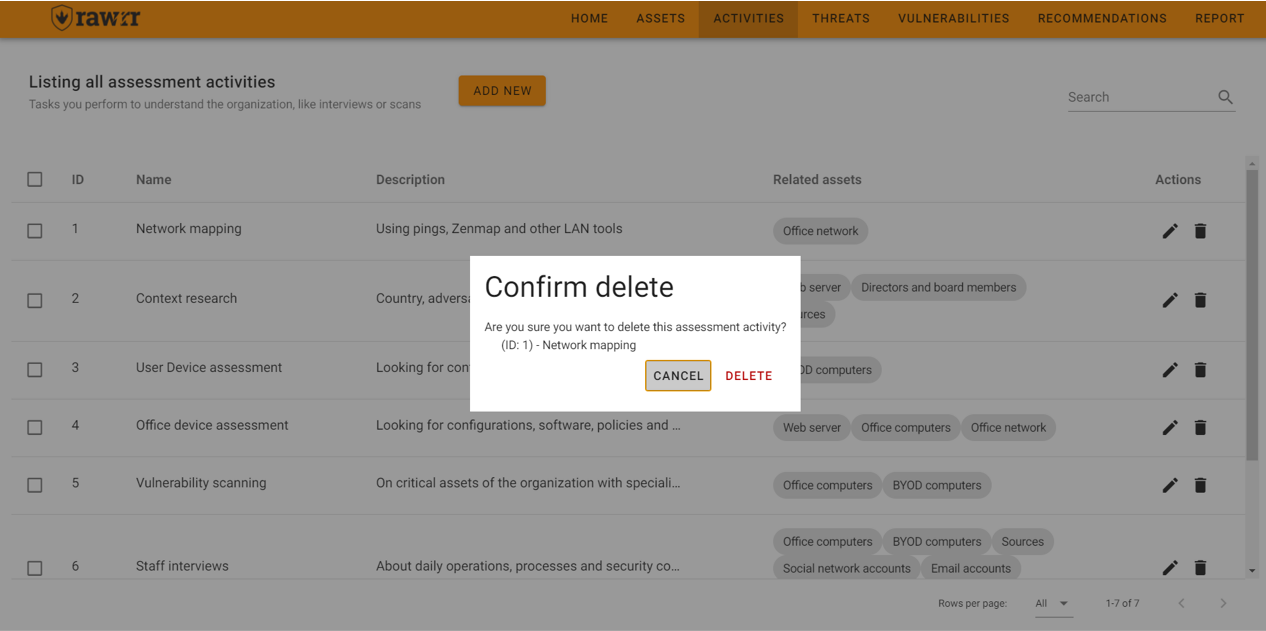 rawrr
HOME ASSETS ACTIVITIES THREATS VULNERABILITIES RECOMMENDATIONS REPORT
Listing all assessment activities
Tasks you perform to understand the organization, like interviews or scans
ADD NEW
Search
ID Name Description Related assets Actions
1 Network mapping Using pings, Zenmap and other LAN tools Office network
2 Context research Country, adversa
server Directors and board members
Confirm delete
Are you sure you want to delete this assessment activity?
(ID: 1) - Network mapping
CANCEL DELETE
3 User Device assessment Looking for con
computers
4 Office device assessment Looking for configurations, software, policies and ... Web server Office computers Office network
5 Vulnerability scanning On critical assets of the organization with speciali... Office computers BYOD computers
6 Staff interviews About daily operations, processes and security co... Office computers BYOD computers Sources
Social network accounts Email accounts
Rows per page: All 1-7 of 7